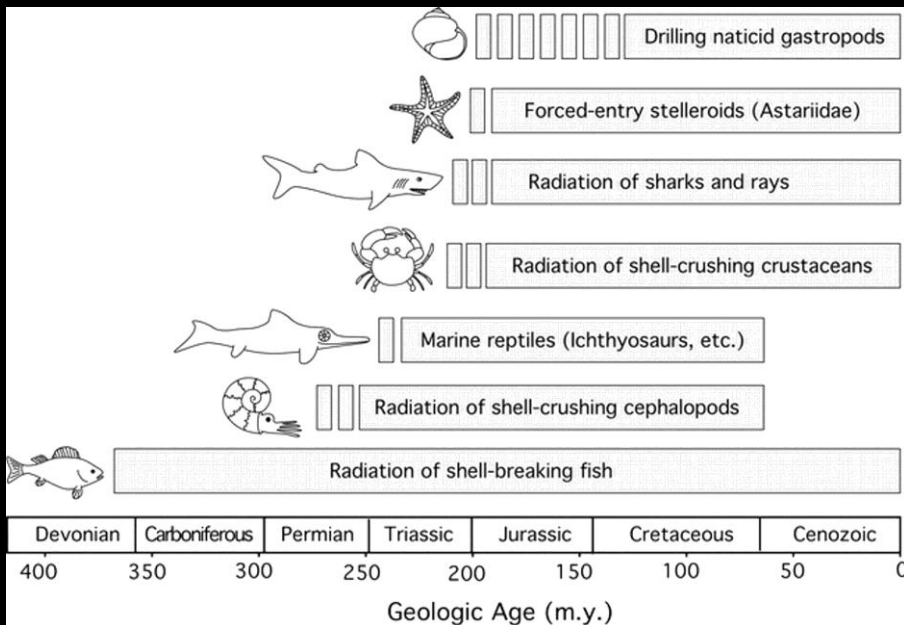 Drilling naticid gastropods
Forced-entry stelleroids (Astariidae)
Radiation of sharks and rays
Radiation of shell-crushing crustaceans
Marine reptiles (Ichthyosaurs, etc.)
Radiation of shell-crushing cephalopods
Radiation of shell-breaking fish
Devonian Carboniferous Permian Triassic Jurassic Cretaceous Cenozoic
400 350 300 250 200 150 100 50 0
Geologic Age (m.y.)